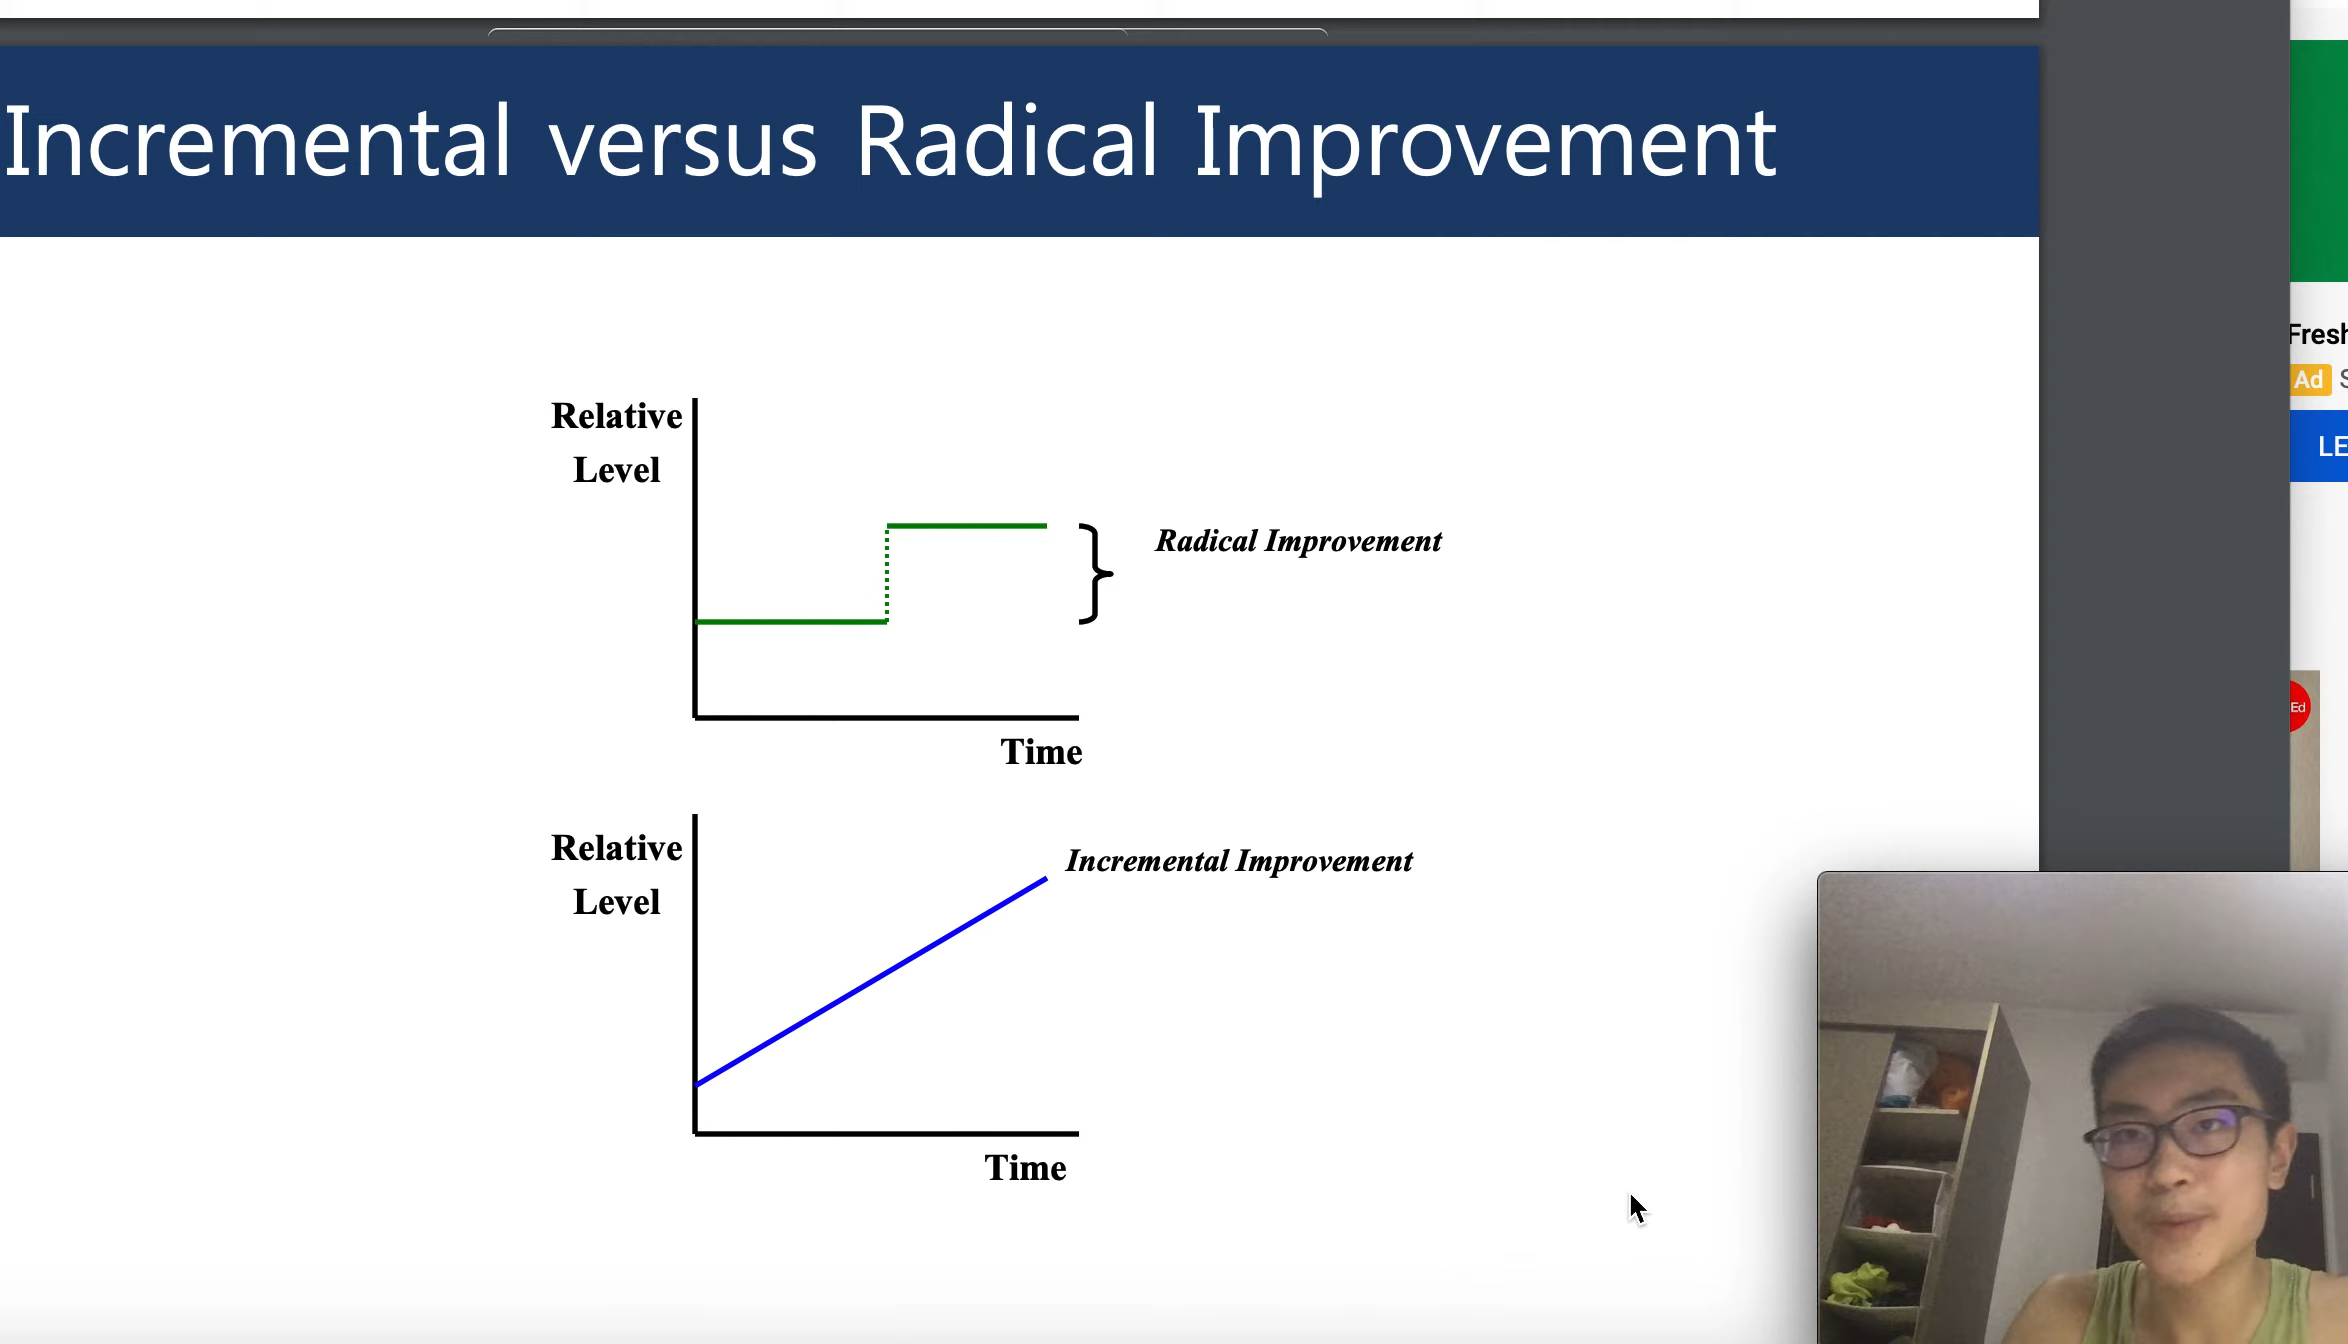 Incremental versus Radical Improvement
Relative
Level
Radical Improvement
Time
Relative
Level
Incremental Improvement
Time
Fresh
Ad S
LE
Ed